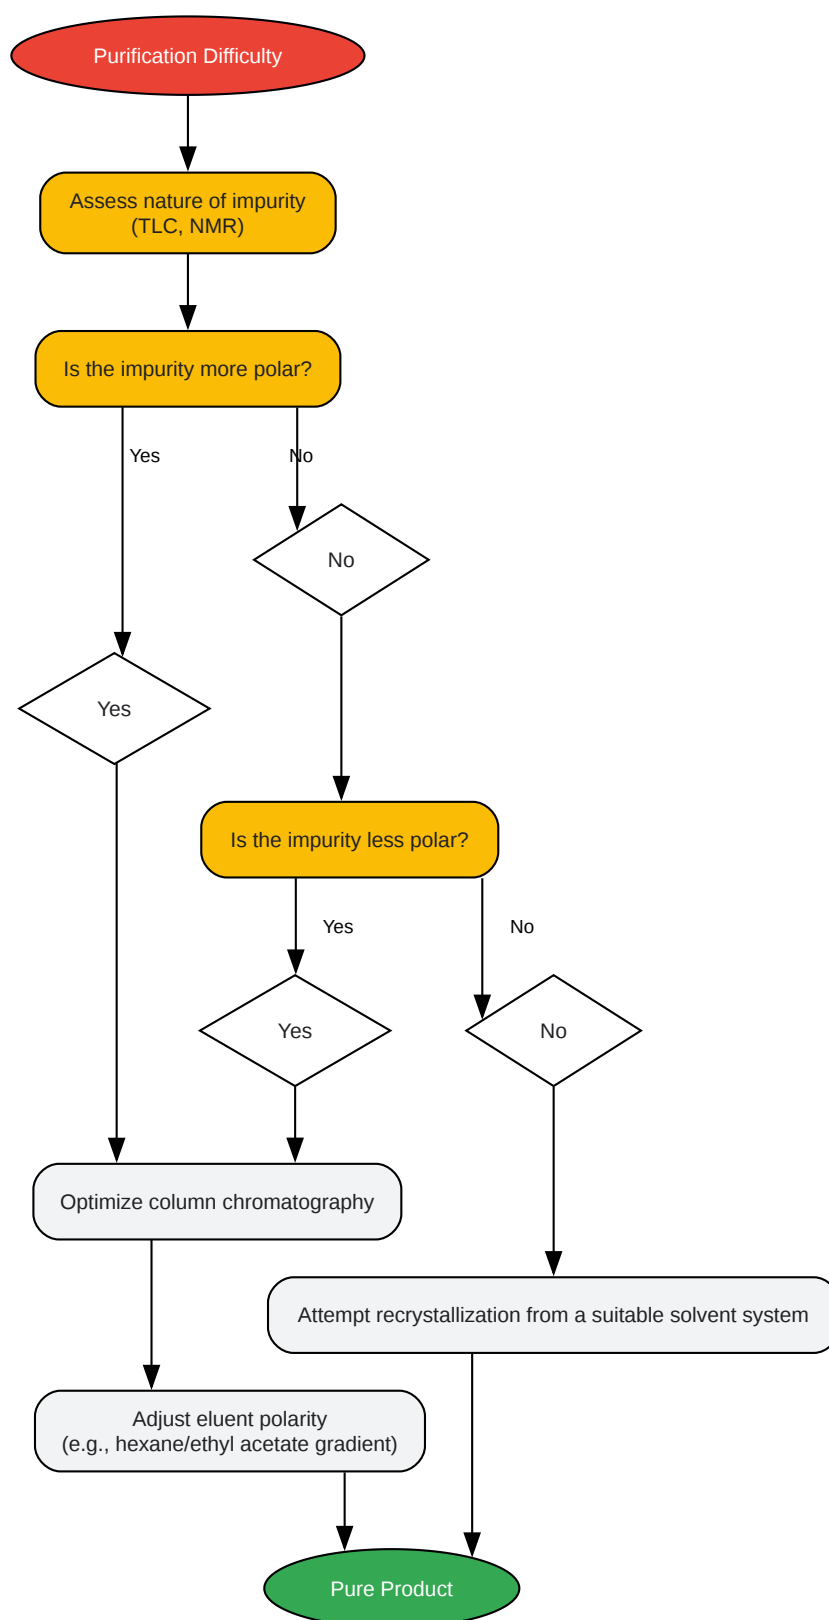 Purification Difficulty
Assess nature of impurity
(TLC, NMR)
Is the impurity more polar?
Yes
No
No
Yes
Is the impurity less polar?
Yes
No
Yes
No
Optimize column chromatography
Attempt recrystallization from a suitable solvent system
Adjust eluent polarity
(e.g., hexane/ethyl acetate gradient)
Pure Product